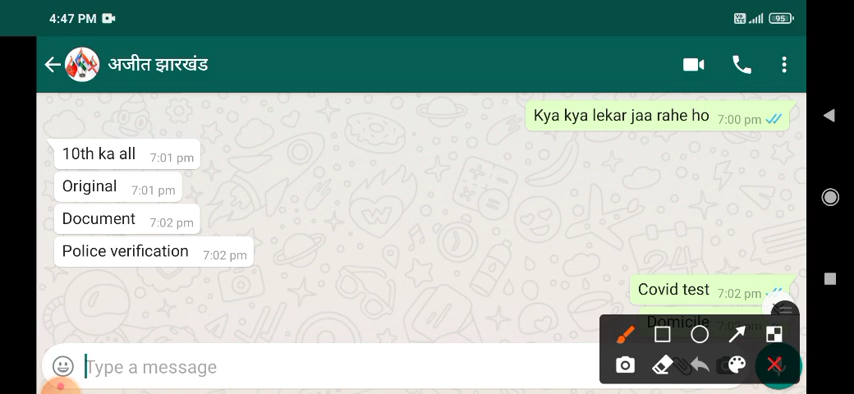 4:47 PM
95
अजीत झारखंड
Kya kya lekar jaa rahe ho 7:00 pm
10th ka all 7:01 pm
Original 7:01 pm
Document 7:02 pm
Police verification 7:02 pm
Covid test 7:02 pm
Domicile
Type a message